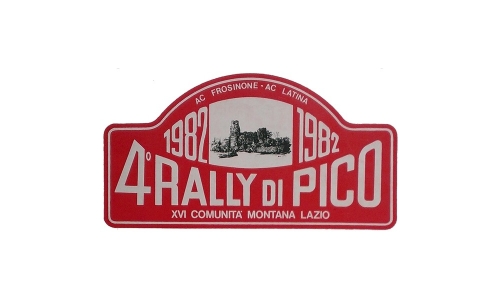 AC FROSINONE - AC LATINA
1982 1982
4° RALLY DI PICO
XVI COMUNITÀ MONTANA LAZIO